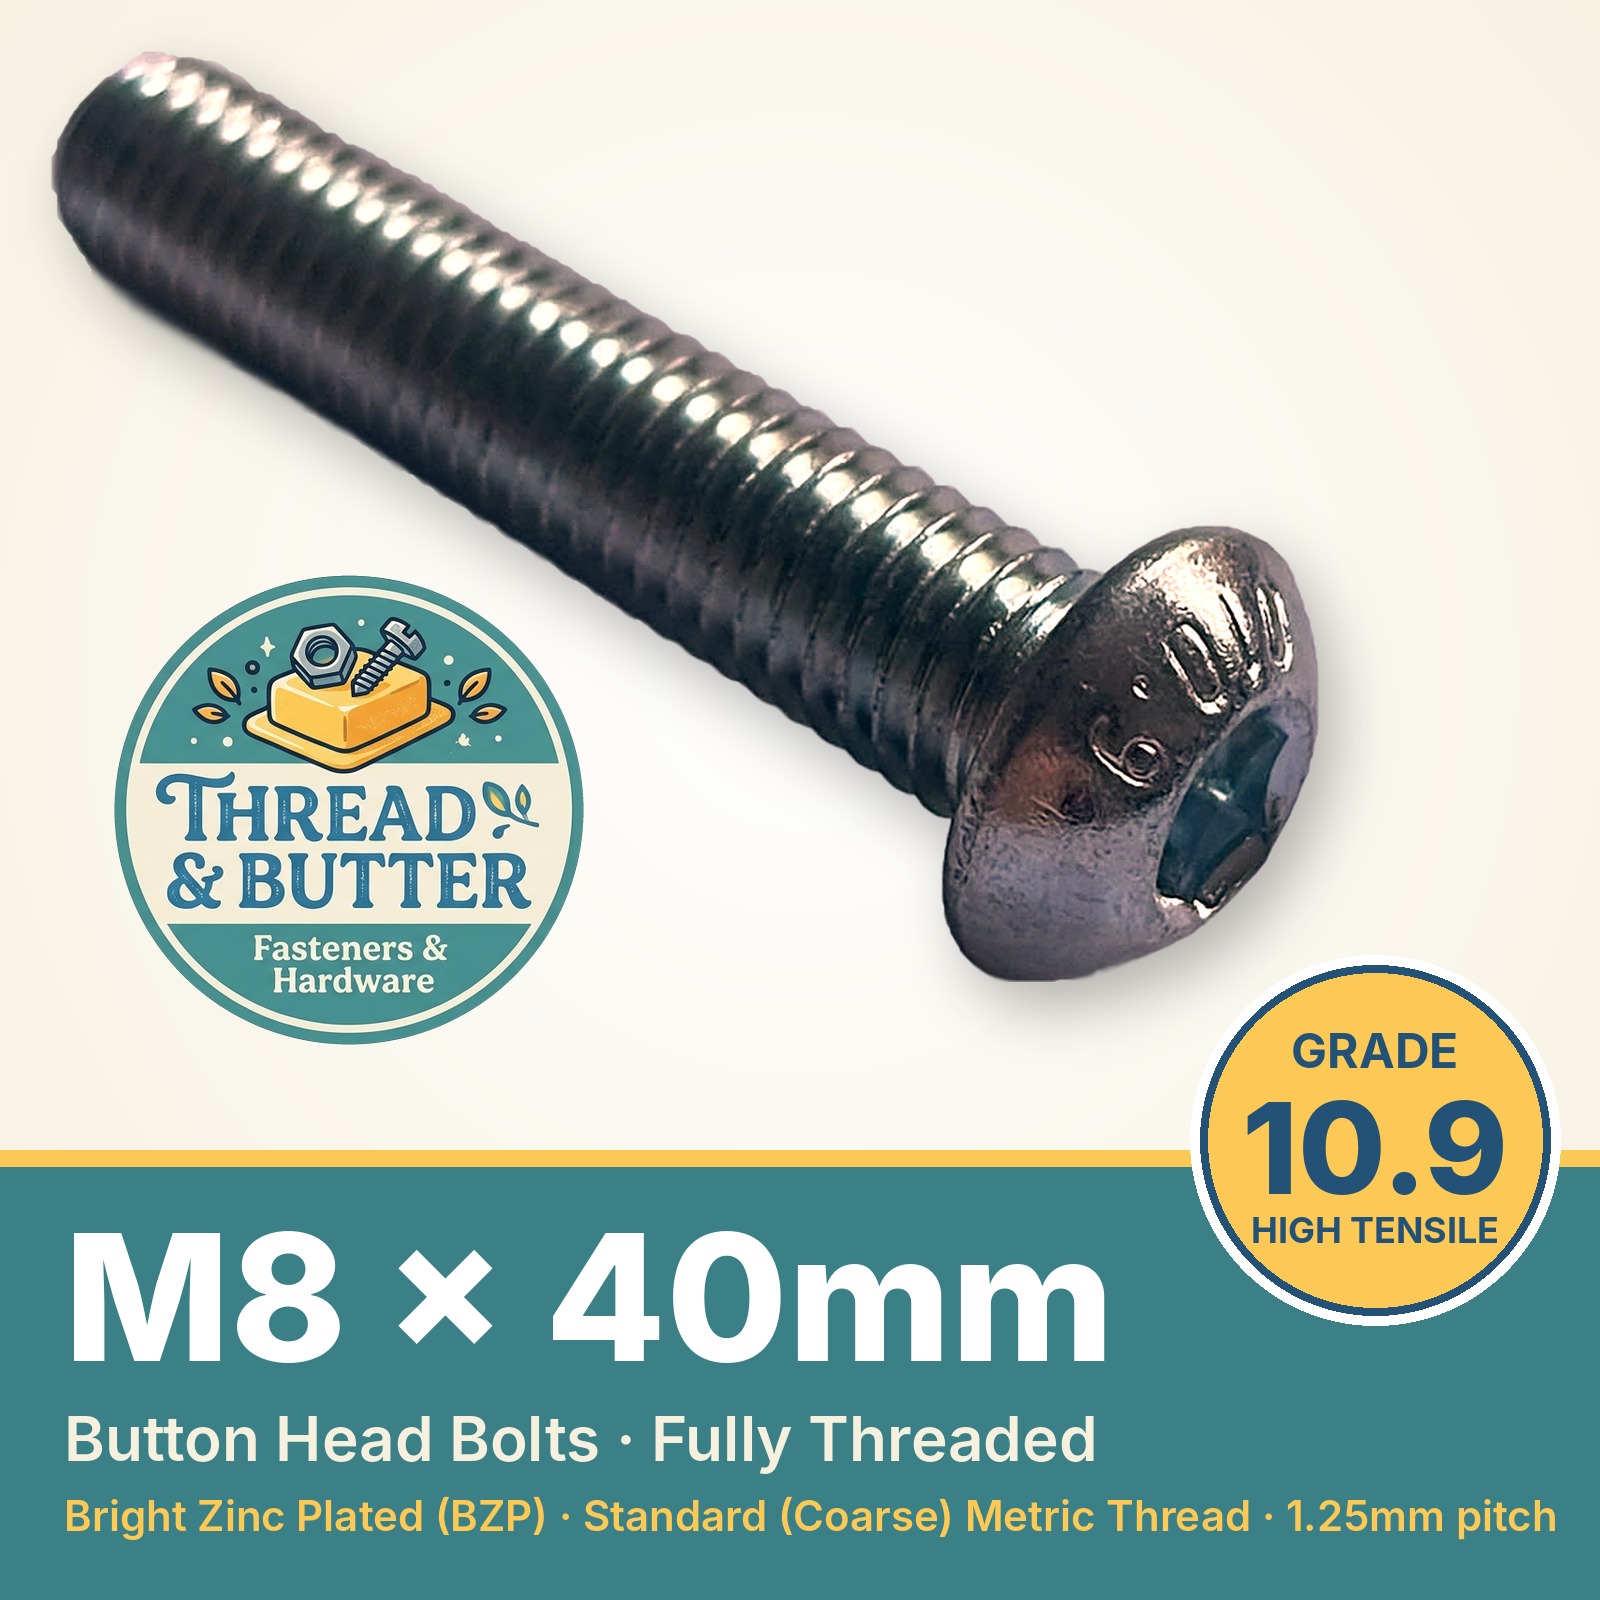 THREAD
& BUTTER
Fasteners &
Hardware
GRADE
10.9
HIGH TENSILE
M8 × 40mm
Button Head Bolts · Fully Threaded
Bright Zinc Plated (BZP) · Standard (Coarse) Metric Thread · 1.25mm pitch